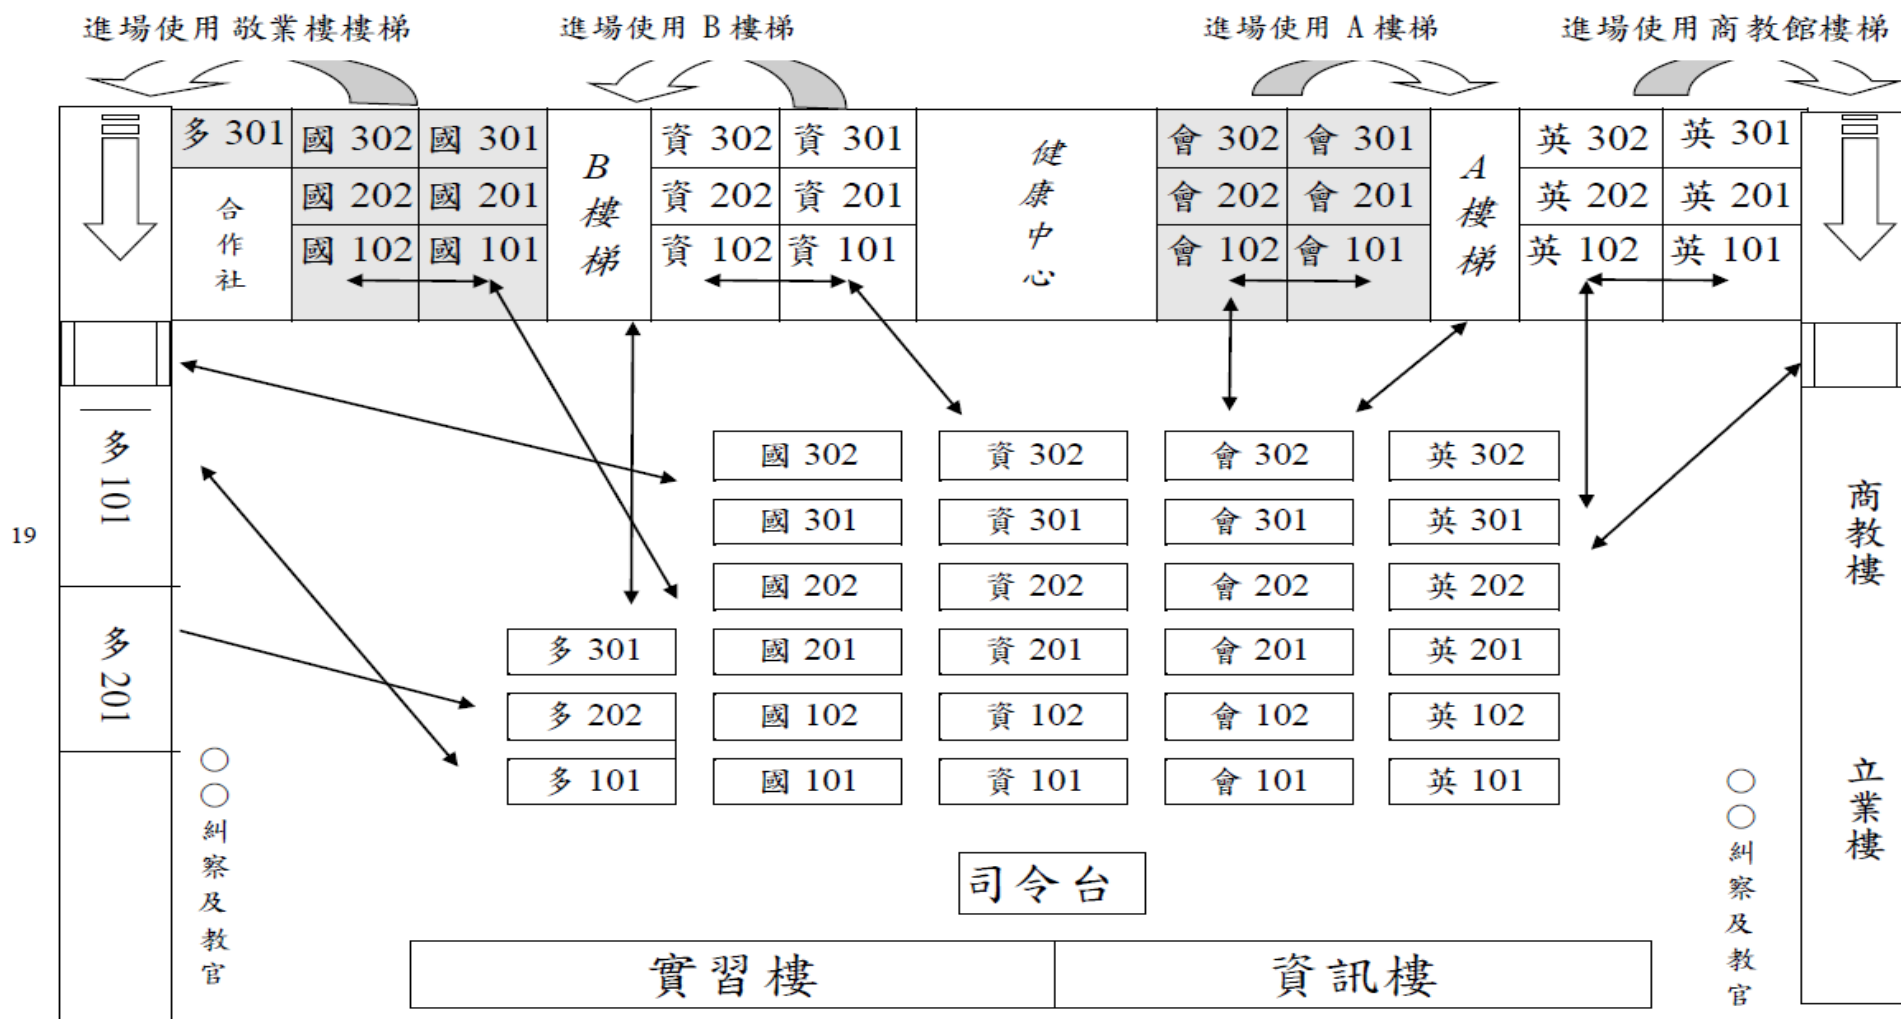 進場使用敬業樓樓梯
進場使用 B 樓梯
進場使用 A 樓梯
進場使用商教館樓梯
多 301
國 302
國 301
資 302
資 301
會 302
會 301
英 302
英 301
國 202
國 201
資 202
資 201
會 202
會 201
英 202
英 201
國 102
國 101
資 102
資 101
會 102
會 101
英 102
英 101
合作社
B樓梯
健康中心
A樓梯
多101
多201
19
國 302
資 302
會 302
英 302
國 301
資 301
會 301
英 301
國 202
資 202
會 202
英 202
多 301
國 201
資 201
會 201
英 201
多 202
國 102
資 102
會 102
英 102
多 101
國 101
資 101
會 101
英 101
商教樓
立業樓
○○糾察及教官
○○糾察及教官
司令台
實習樓
資訊樓